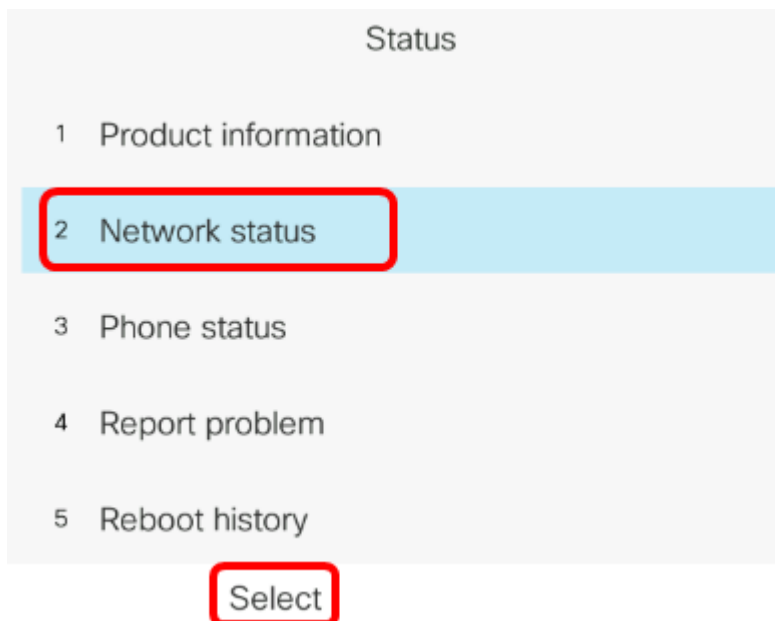 Status
1 Product information
2 Network status
3 Phone status
4 Report problem
5 Reboot history
Select